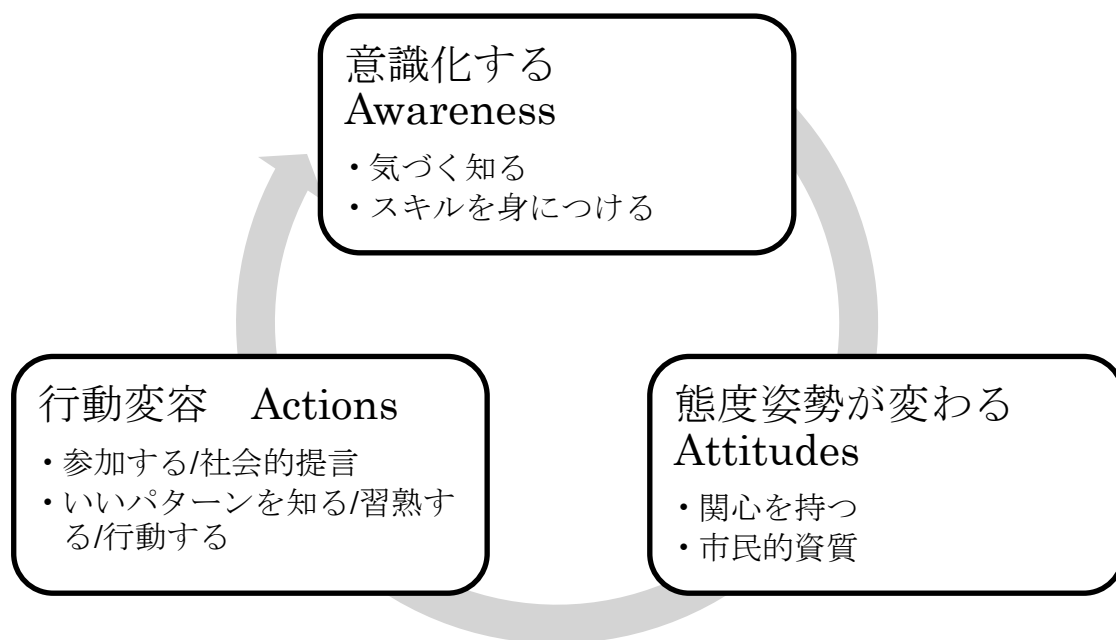 意識化する
Awareness
・気づく知る
・スキルを身につける
行動変容　Actions
・参加する/社会的提言
・いいパターンを知る/習熟す
る/行動する
態度姿勢が変わる
Attitudes
・関心を持つ
・市民的資質